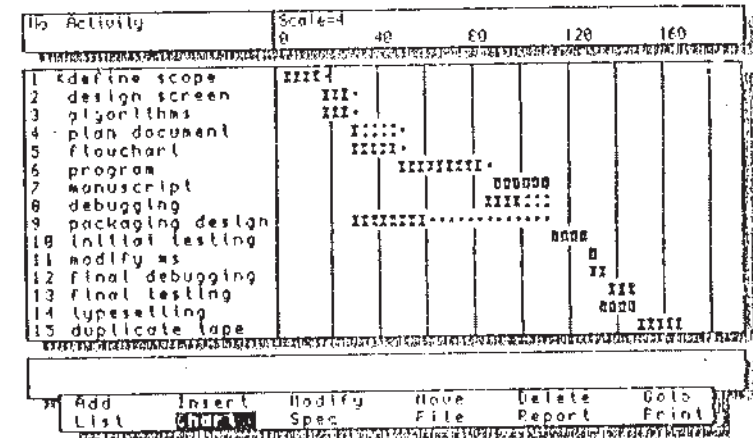 No Activity Scale=4
0 40 80 120 160
1 <define scope
2 design screen
3 algorithms
4 plan document
5 flowchart
6 program
7 manuscript
8 debugging
9 packaging design
10 initial testing
11 modify ms
12 final debugging
13 final testing
14 typesetting
15 duplicate tape
Add Insert Modify Move Delete Goto
List Chart Spec File Report Print